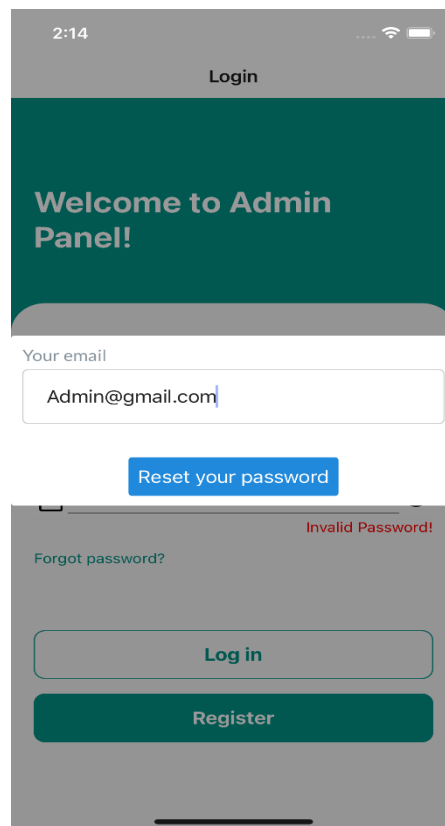 2:14
Login
Welcome to Admin
Panel!
Your email
Admin@gmail.com
Reset your password
Invalid Password!
Forgot password?
Log in
Register